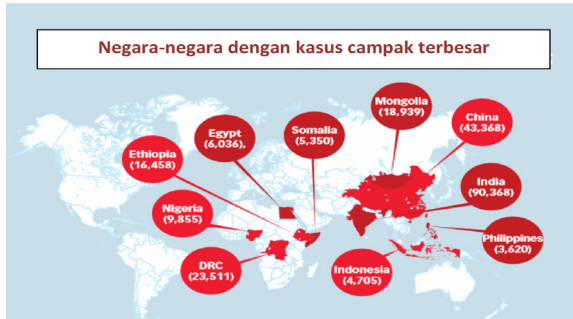 Negara-negara dengan kasus campak terbesar
Mongolia
(18,939)
China
(43,368)
Egypt
(6,036),
Somalia
(5,350)
Ethiopia
(16,458)
India
(90,368)
Nigeria
(9,855)
Philippines
(3,620)
DRC
(23,511)
Indonesia
(4,705)